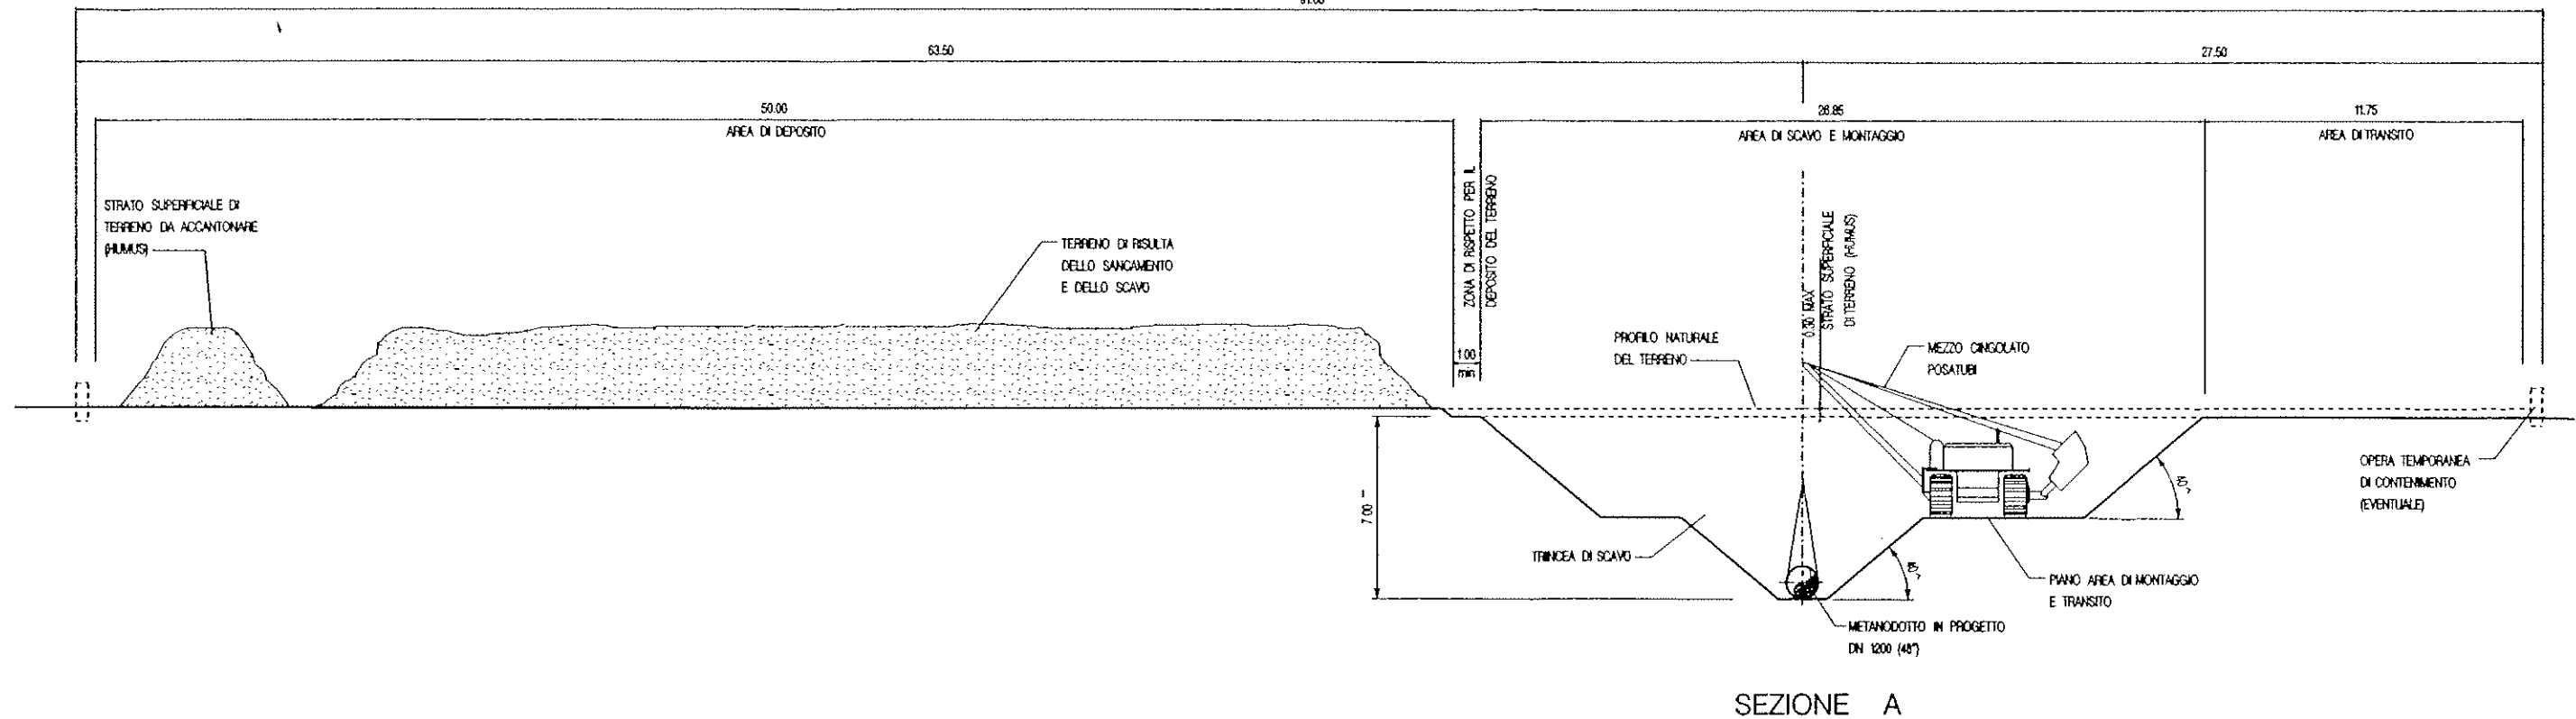 63.50
27.50
50.00
AREA DI DEPOSITO
26.85
AREA DI SCAVO E MONTAGGIO
11.75
AREA DI TRANSITO
STRATO SUPERFICIALE DI
TERRENO DA ACCANTONARE
(HUMUS)
TERRENO DI RISULTA
DELLO SANCAMENTO
E DELLO SCAVO
ZONA DI RISPETTO PER IL
DEPOSITO DEL TERRENO
1.00
min
PROFILO NATURALE
DEL TERRENO
0.30 MAX
STRATO SUPERFICIALE
DI TERRENO (HUMUS)
MEZZO CINGOLATO
POSATUBI
7.00
TRINCEA DI SCAVO
OPERA TEMPORANEA
DI CONTENIMENTO
(EVENTUALE)
PIANO AREA DI MONTAGGIO
E TRANSITO
METANODOTTO IN PROGETTO
DN 1200 (48")
SEZIONE A